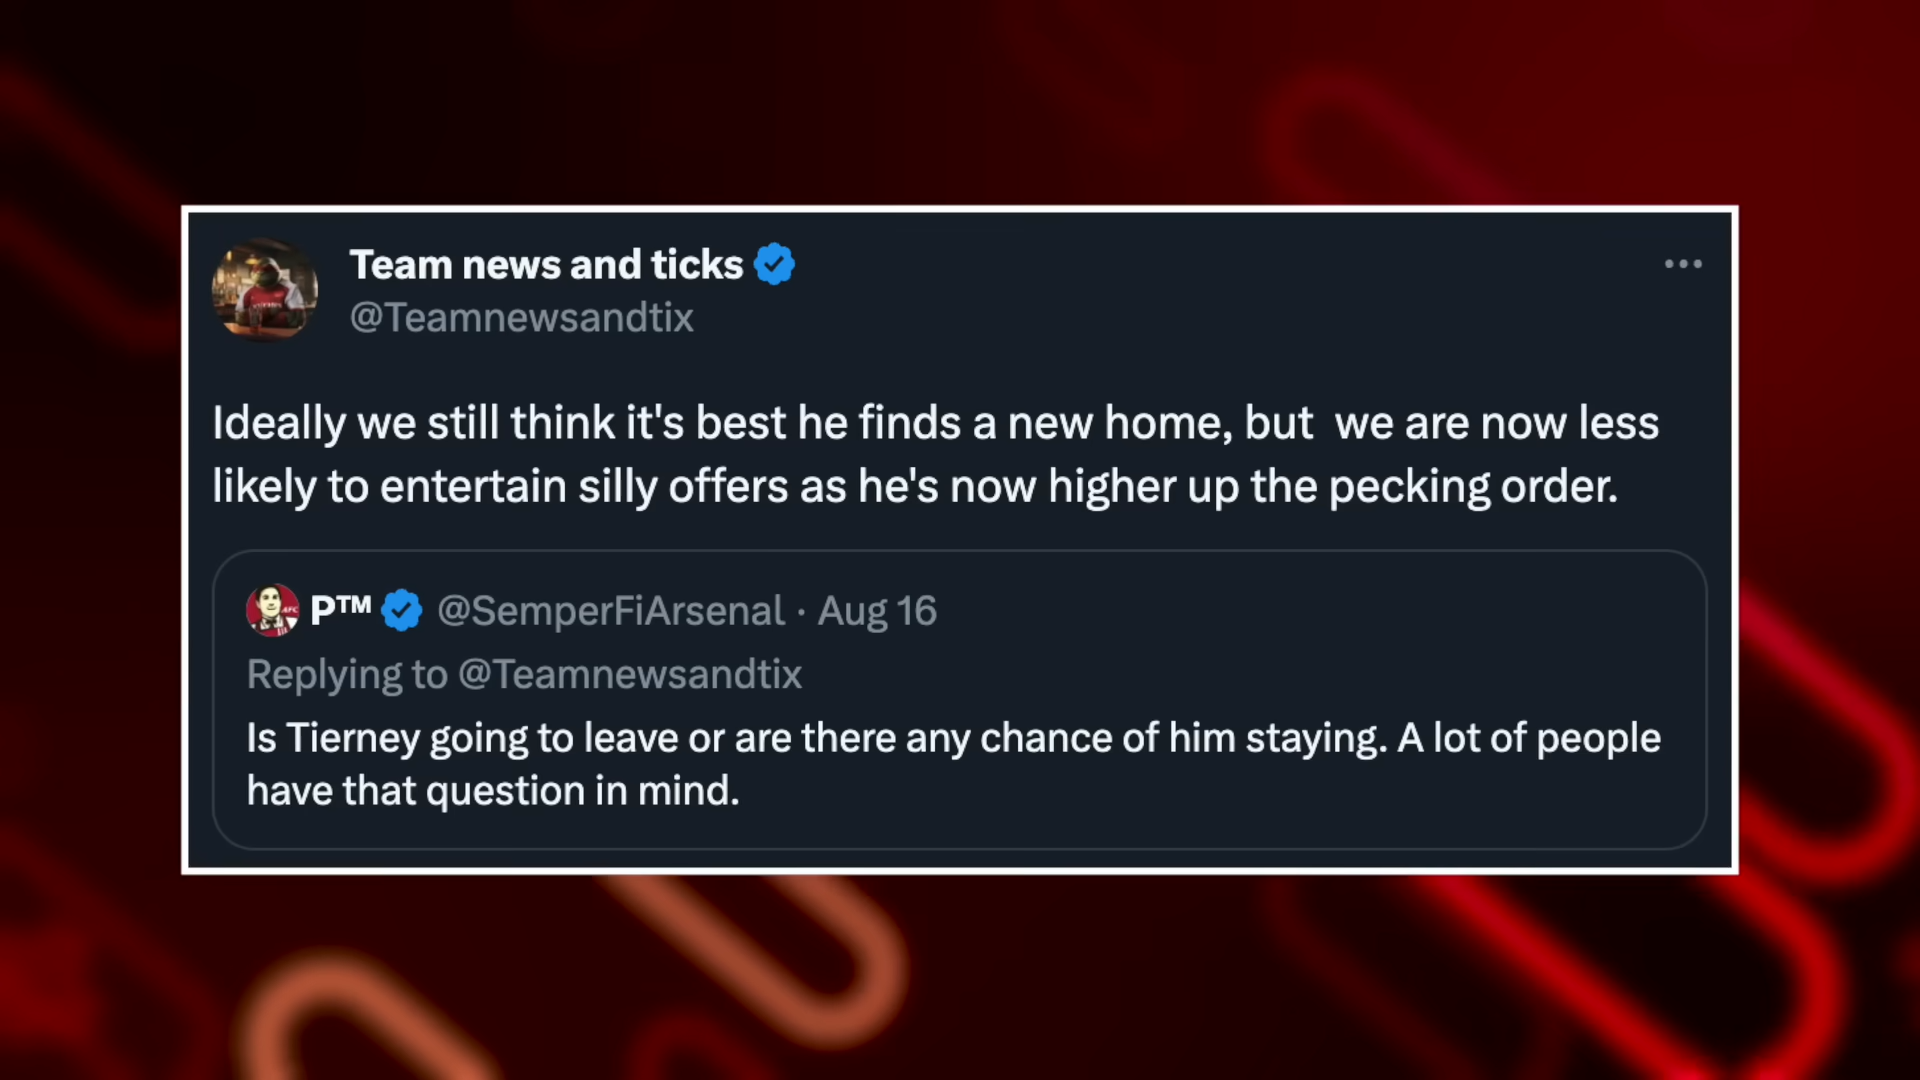 Team news and ticks
@Teamnewsandtix
Ideally we still think it's best he finds a new home, but  we are now less
likely to entertain silly offers as he's now higher up the pecking order.
P™ @SemperFiArsenal · Aug 16
Replying to @Teamnewsandtix
Is Tierney going to leave or are there any chance of him staying. A lot of people
have that question in mind.